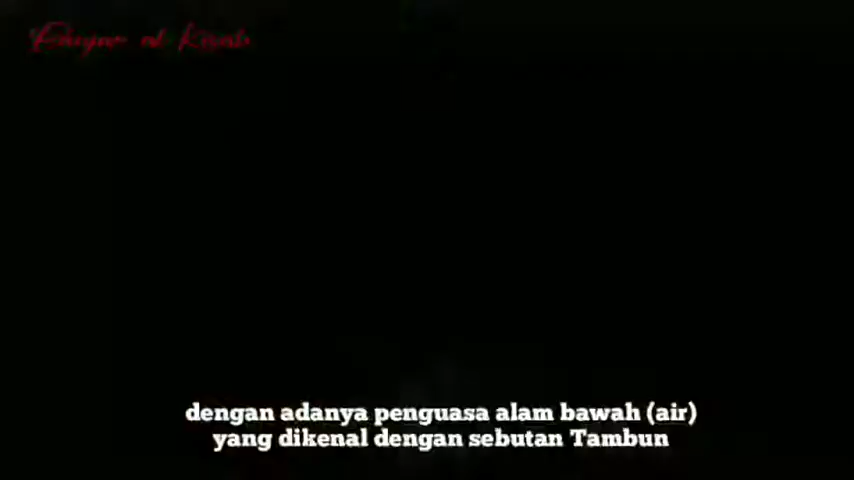 dengan adanya penguasa alam bawah (air)
yang dikenal dengan sebutan Tambun